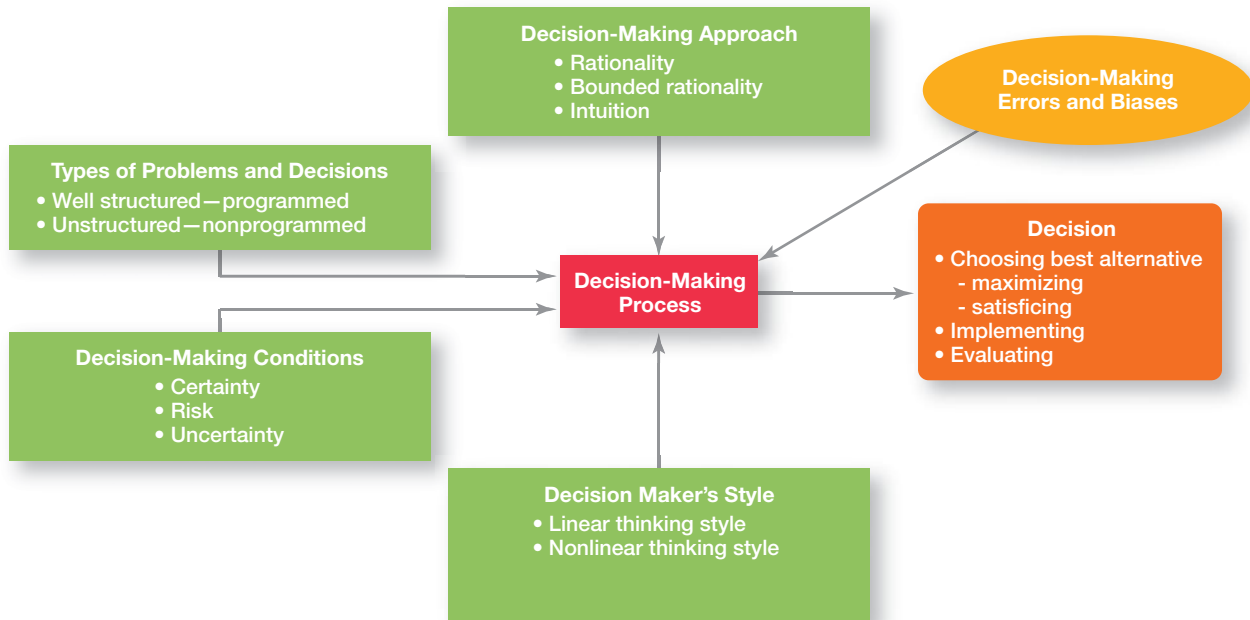 Decision-Making Approach
• Rationality
• Bounded rationality
• Intuition
Decision-Making
Errors and Biases
Types of Problems and Decisions
• Well structured—programmed
• Unstructured—nonprogrammed
Decision
• Choosing best alternative
- maximizing
- satisficing
• Implementing
• Evaluating
Decision-Making
Process
Decision-Making Conditions
• Certainty
• Risk
• Uncertainty
Decision Maker’s Style
• Linear thinking style
• Nonlinear thinking style